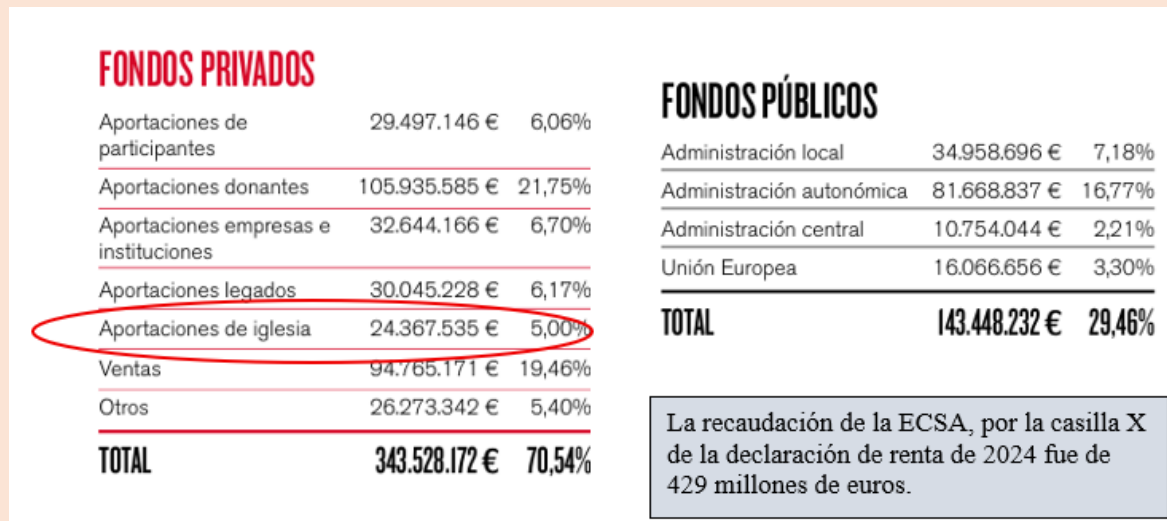 FONDOS PRIVADOS
Aportaciones de participantes 29.497.146 € 6,06%
Aportaciones donantes 105.935.585 € 21,75%
Aportaciones empresas e instituciones 32.644.166 € 6,70%
Aportaciones legados 30.045.228 € 6,17%
Aportaciones de iglesia 24.367.535 € 5,00%
Ventas 94.765.171 € 19,46%
Otros 26.273.342 € 5,40%
TOTAL 343.528.172 € 70,54%
FONDOS PÚBLICOS
Administración local 34.958.696 € 7,18%
Administración autonómica 81.668.837 € 16,77%
Administración central 10.754.044 € 2,21%
Unión Europea 16.066.656 € 3,30%
TOTAL 143.448.232 € 29,46%
La recaudación de la ECSA, por la casilla X
de la declaración de renta de 2024 fue de
429 millones de euros.